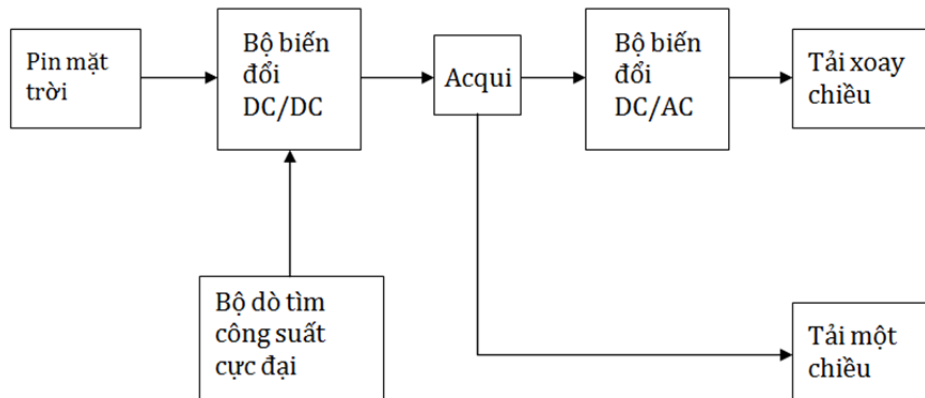 Pin mặt
trời
Bộ biến
đổi
DC/DC
Acqui
Bộ biến
đổi
DC/AC
Tải xoay
chiều
Bộ dò tìm
công suất
cực đại
Tải một
chiều